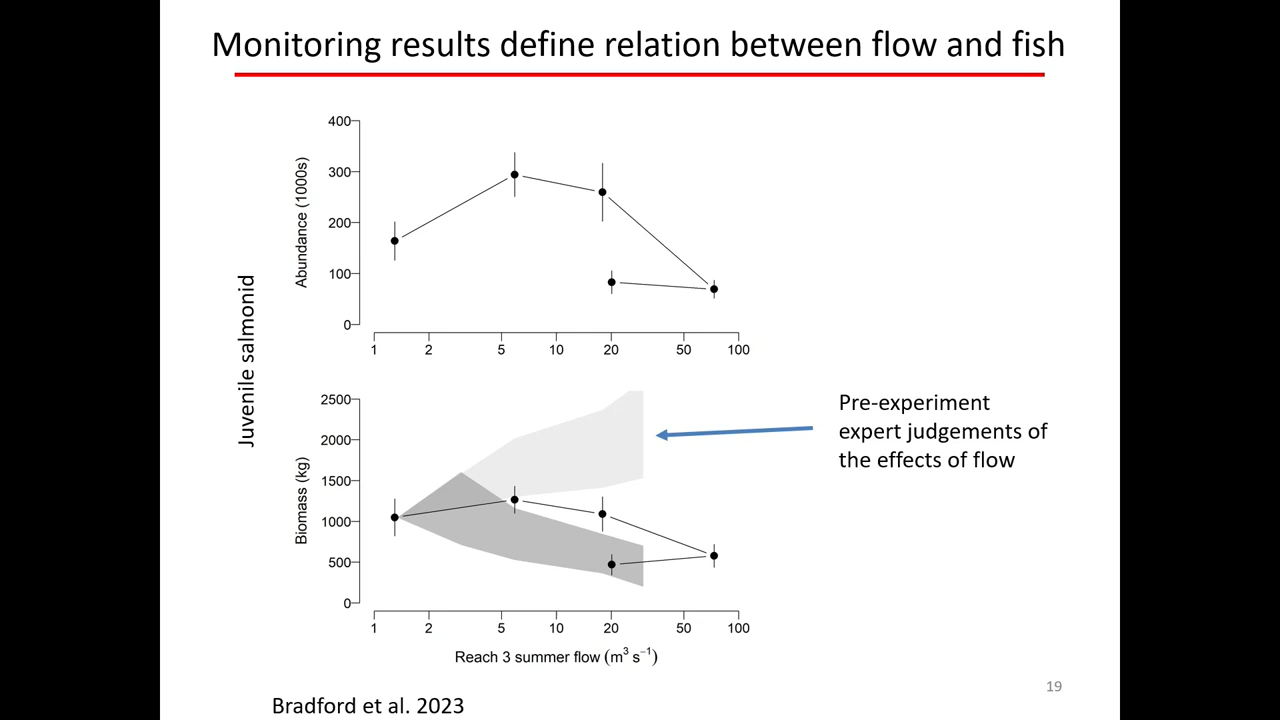 Monitoring results define relation between flow and fish
Juvenile salmonid
Abundance (1000s)
400
300
200
100
0
1 2 5 10 20 50 100
Biomass (kg)
2500
2000
1500
1000
500
0
1 2 5 10 20 50 100
Reach 3 summer flow (m³ s⁻¹)
Pre-experiment
expert judgements of
the effects of flow
Bradford et al. 2023
19